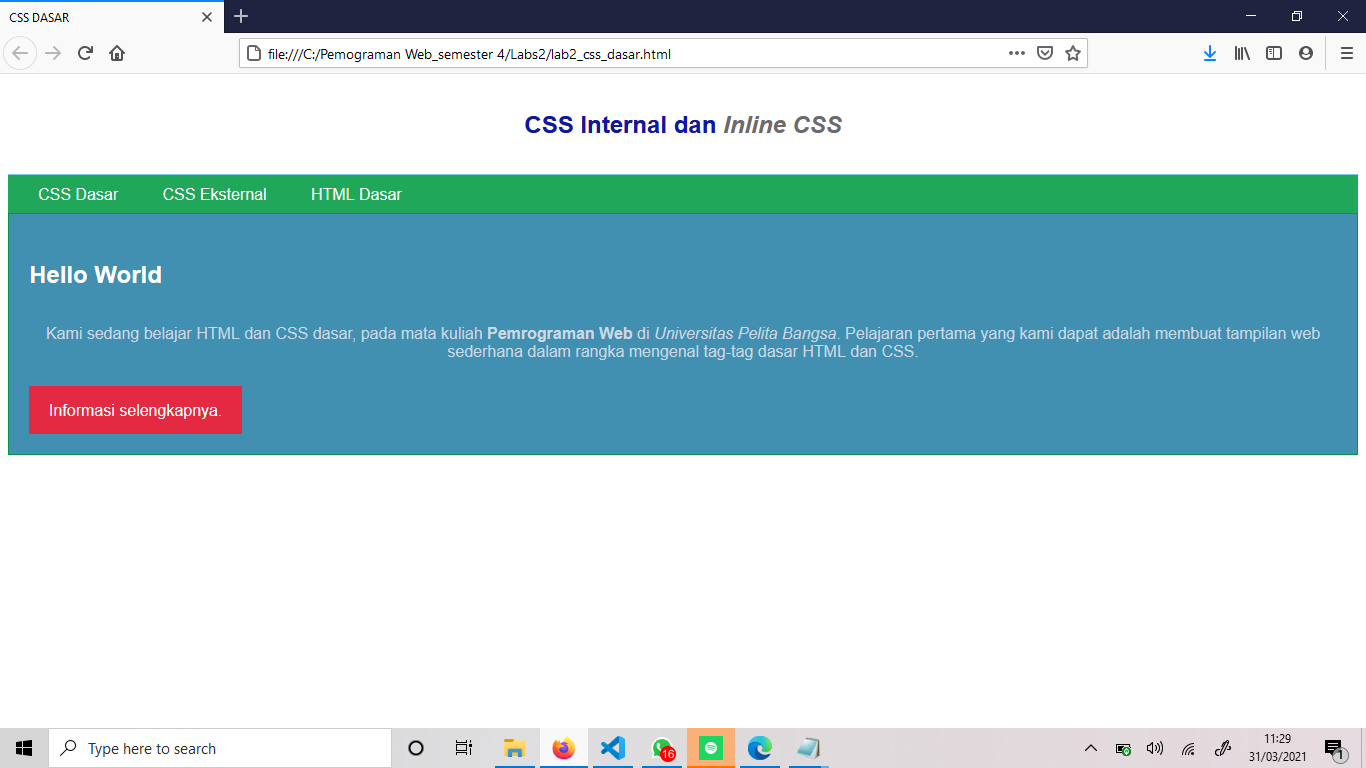 CSS DASAR
file:///C:/Pemograman Web_semester 4/Labs2/lab2_css_dasar.html
CSS Internal dan Inline CSS
CSS Dasar CSS Eksternal HTML Dasar
Hello World
Kami sedang belajar HTML dan CSS dasar, pada mata kuliah Pemrograman Web di Universitas Pelita Bangsa. Pelajaran pertama yang kami dapat adalah membuat tampilan web
sederhana dalam rangka mengenal tag-tag dasar HTML dan CSS.
Informasi selengkapnya.
Type here to search
16
11:29
31/03/2021
1